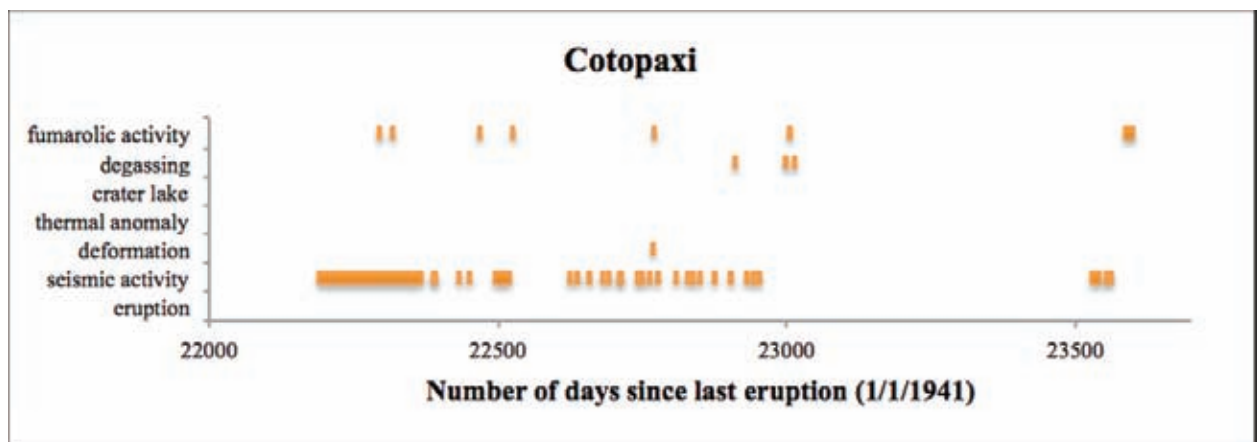 Cotopaxi
fumarolic activity
degassing
crater lake
thermal anomaly
deformation
seismic activity
eruption
22000 22500 23000 23500
Number of days since last eruption (1/1/1941)